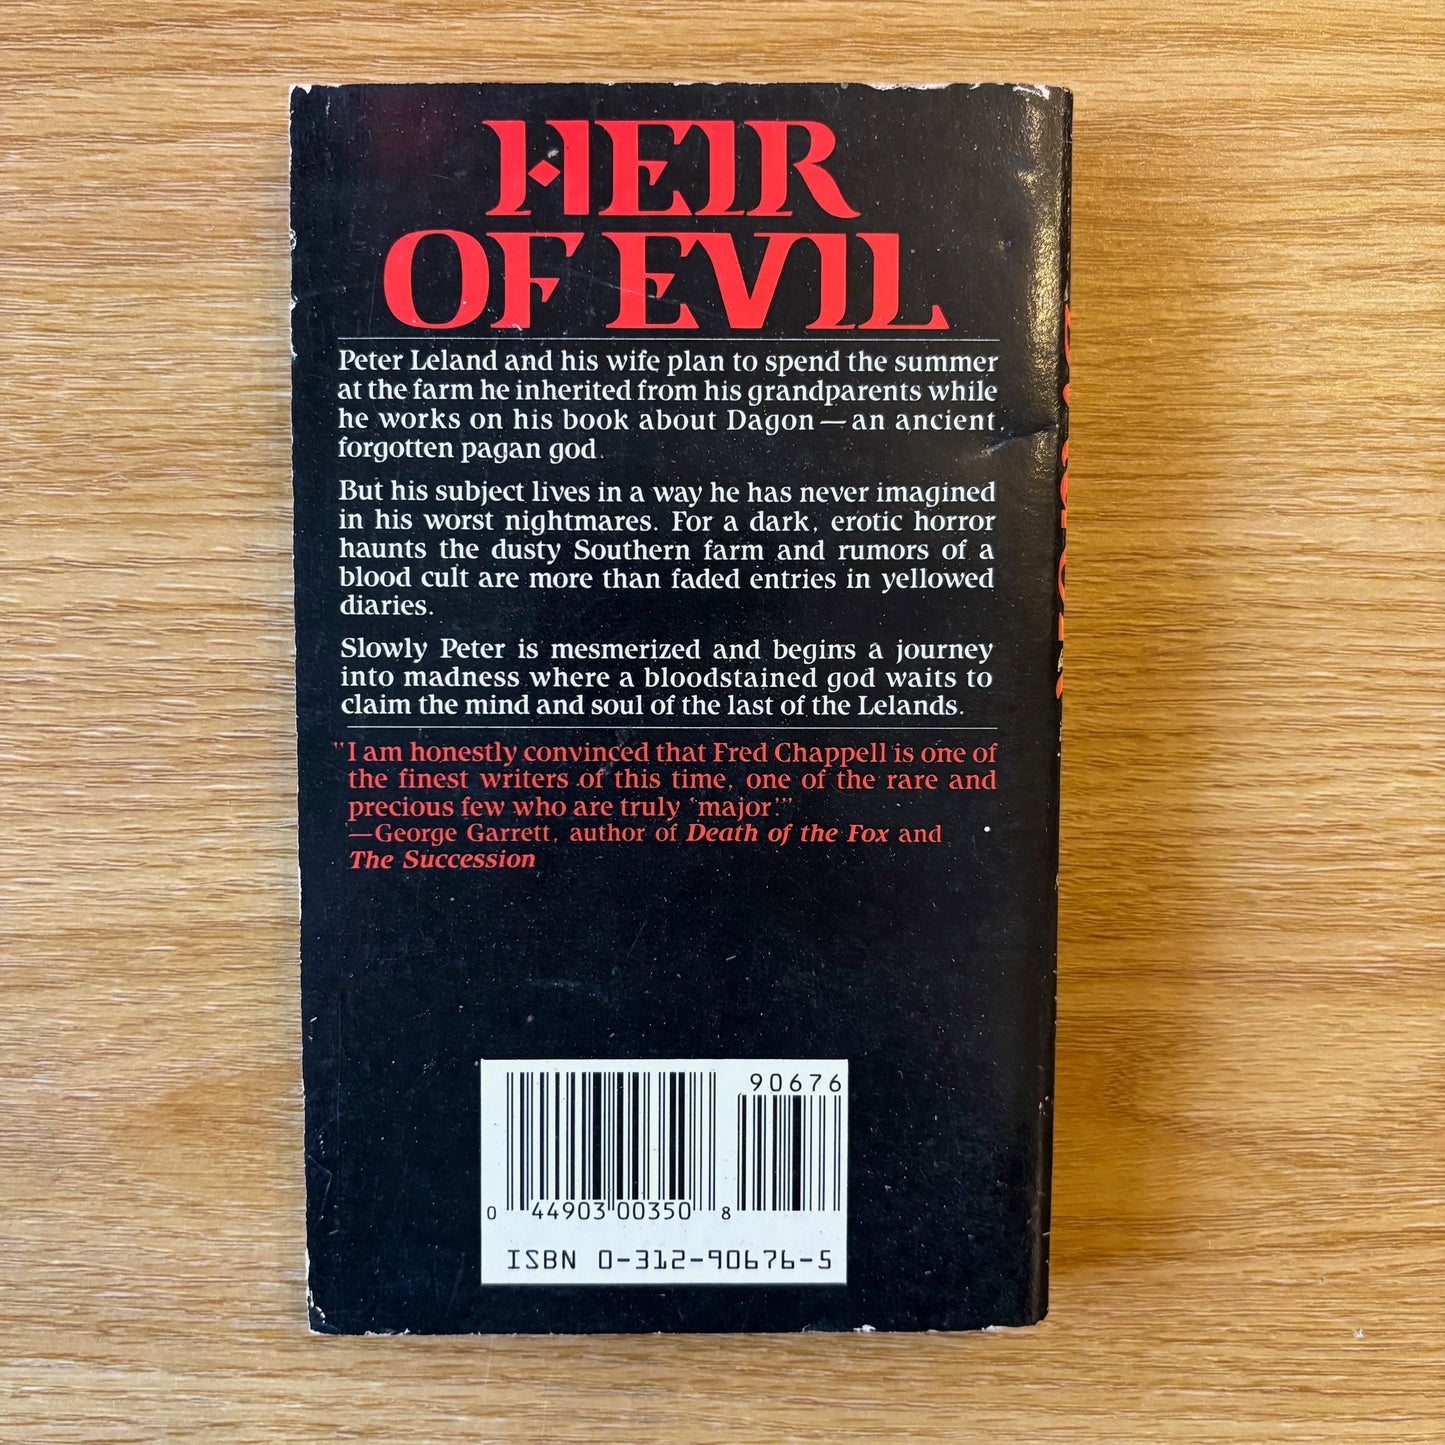 HEIR
OF EVIL
Peter Leland and his wife plan to spend the summer
at the farm he inherited from his grandparents while
he works on his book about Dagon—an ancient,
forgotten pagan god.
But his subject lives in a way he has never imagined
in his worst nightmares. For a dark, erotic horror
haunts the dusty Southern farm and rumors of a
blood cult are more than faded entries in yellowed
diaries.
Slowly Peter is mesmerized and begins a journey
into madness where a bloodstained god waits to
claim the mind and soul of the last of the Lelands.
"I am honestly convinced that Fred Chappell is one of
the finest writers of this time, one of the rare and
precious few who are truly 'major.'"
—George Garrett, author of Death of the Fox and
The Succession
90676
0 44903 00350 8
ISBN 0-312-90676-5